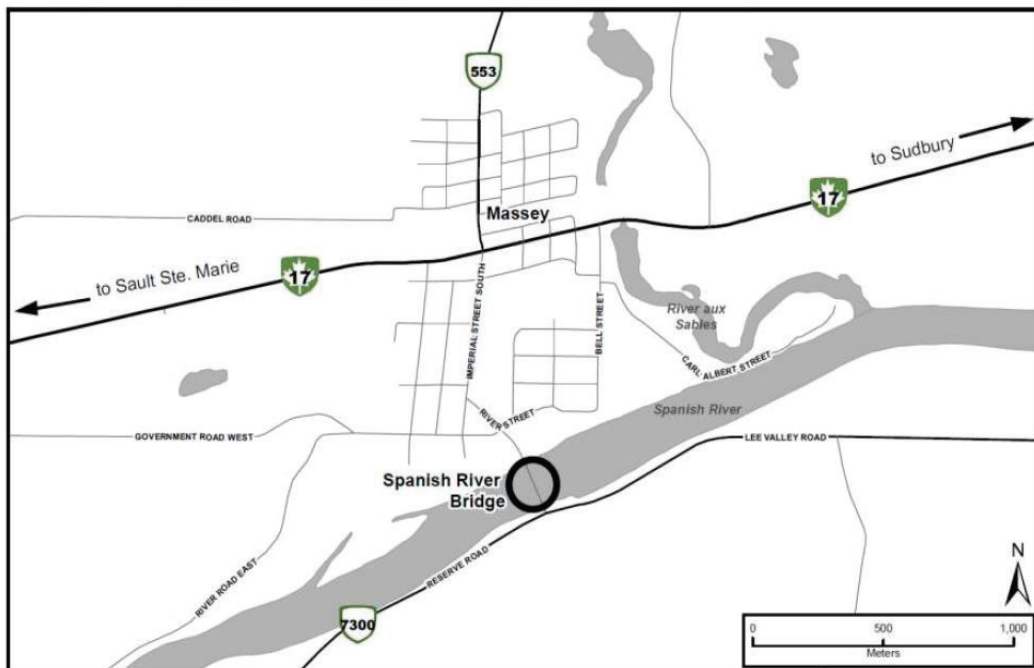 553
to Sudbury
17
CADDEL ROAD
Massey
to Sault Ste. Marie
17
IMPERIAL STREET SOUTH
BELL STREET
River aux
Sables
CARL ALBERT STREET
RIVER STREET
Spanish River
GOVERNMENT ROAD WEST
LEE VALLEY ROAD
Spanish River
Bridge
RESERVE ROAD
RIVER ROAD EAST
7300
N
0 500 1,000
Meters